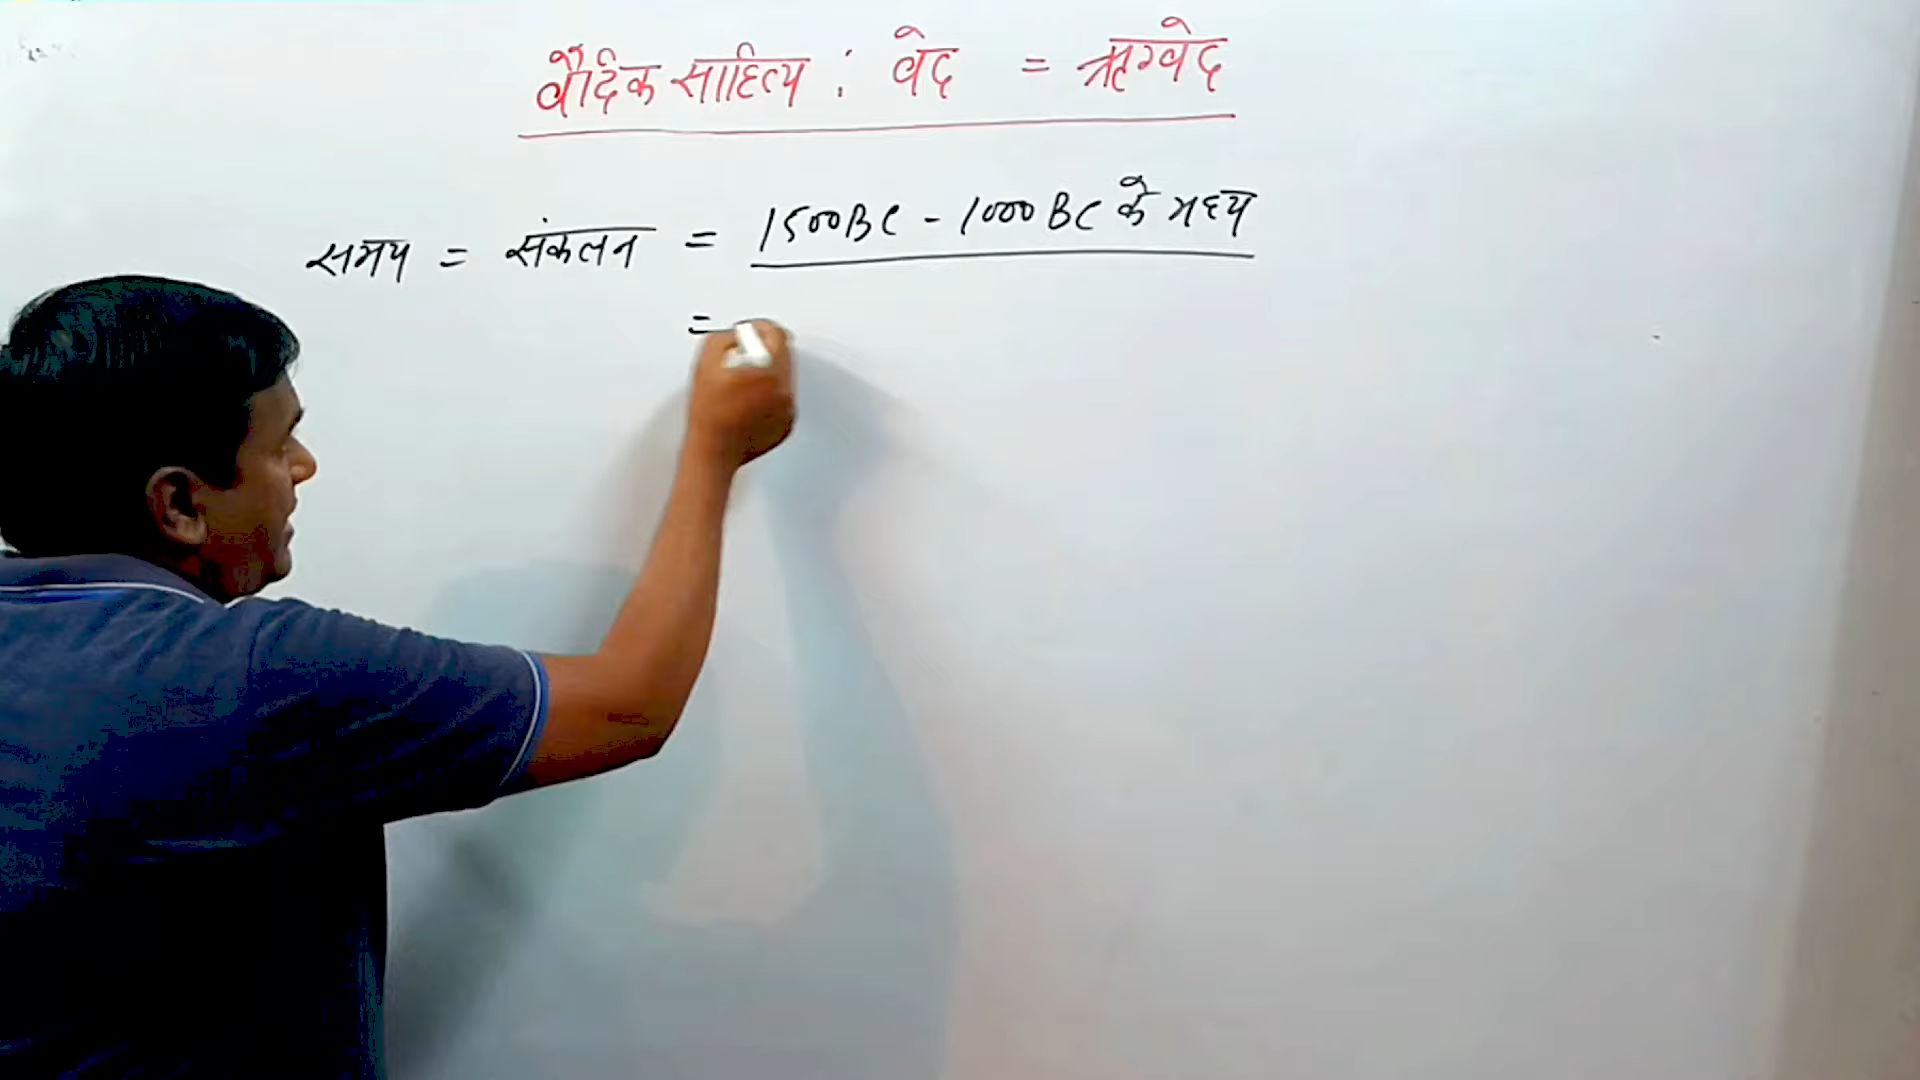 वैदिक साहित्य : वेद = ऋग्वेद
समय = संकलन = 1500BC - 1000BC के मध्य
=